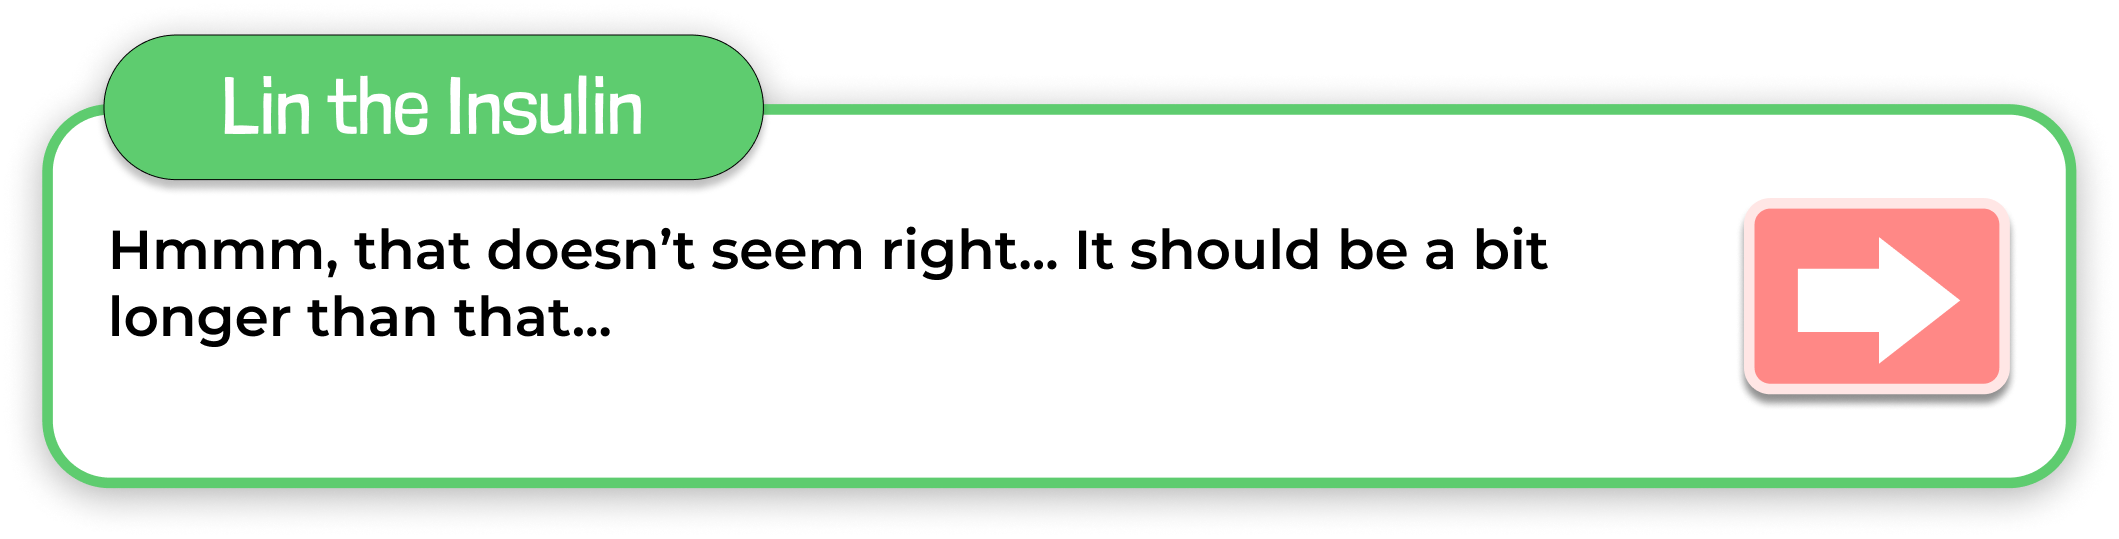 Lin the Insulin
Hmmm, that doesn’t seem right... It should be a bit
longer than that...